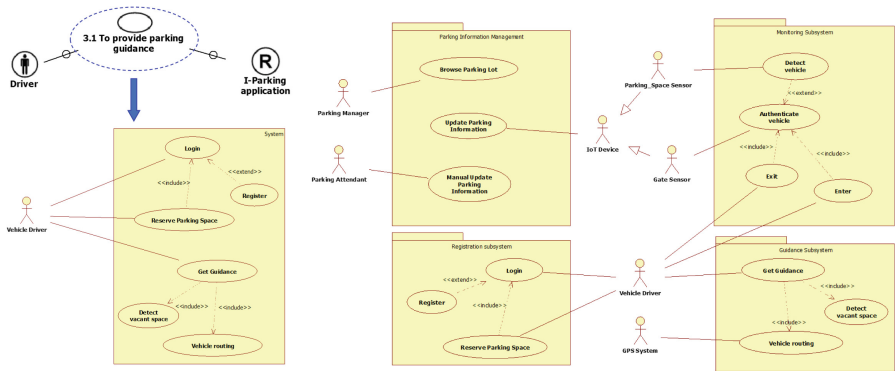 3.1 To provide parking
guidance
Driver
R
I-Parking
application
System
Login
<<extend>>
<<include>>
Register
Reserve Parking Space
Vehicle Driver
Get Guidance
<<include>>
<<include>>
Detect
vacant space
Vehicle routing
Parking Information Management
Browse Parking Lot
Parking Manager
Update Parking
Information
IoT Device
Parking Attendant
Manual Update
Parking
Information
Monitoring Subsystem
Detect
vehicle
Parking_Space Sensor
<<extend>>
Authenticate
vehicle
Gate Sensor
<<include>>
<<include>>
Exit
Enter
Registration subsystem
Login
<<extend>>
Register
<<include>>
Reserve Parking Space
Vehicle Driver
GPS System
Guidance Subsystem
Get Guidance
<<include>>
Detect
vacant space
<<include>>
Vehicle routing